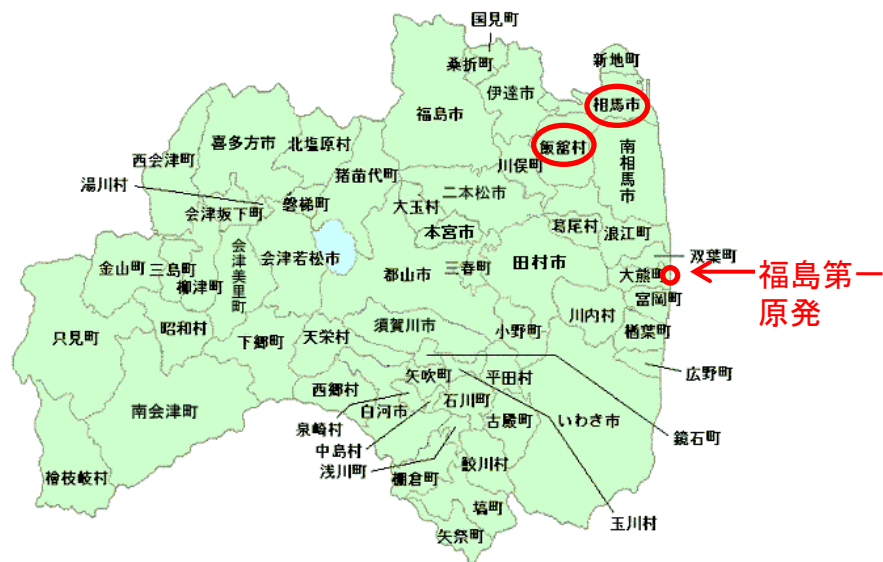 国見町
桑折町
新地町
伊達市
相馬市
福島市
喜多方市
北塩原村
飯舘村
南相馬市
西会津町
川俣町
猪苗代町
湯川村
二本松市
磐梯町
大玉村
会津坂下町
葛尾村
本宮市
浪江町
会津美里町
双葉町
会津若松市
田村市
金山町
三島町
三春町
大熊町
福島第一
原発
郡山市
柳津町
富岡町
川内村
只見町
昭和村
下郷町
天栄村
須賀川市
小野町
楢葉町
広野町
矢吹町
平田村
西郷村
石川町
南会津町
白河市
古殿町
いわき市
泉崎村
鏡石町
中島村
浅川町
鮫川村
檜枝岐村
棚倉町
塙町
玉川村
矢祭町